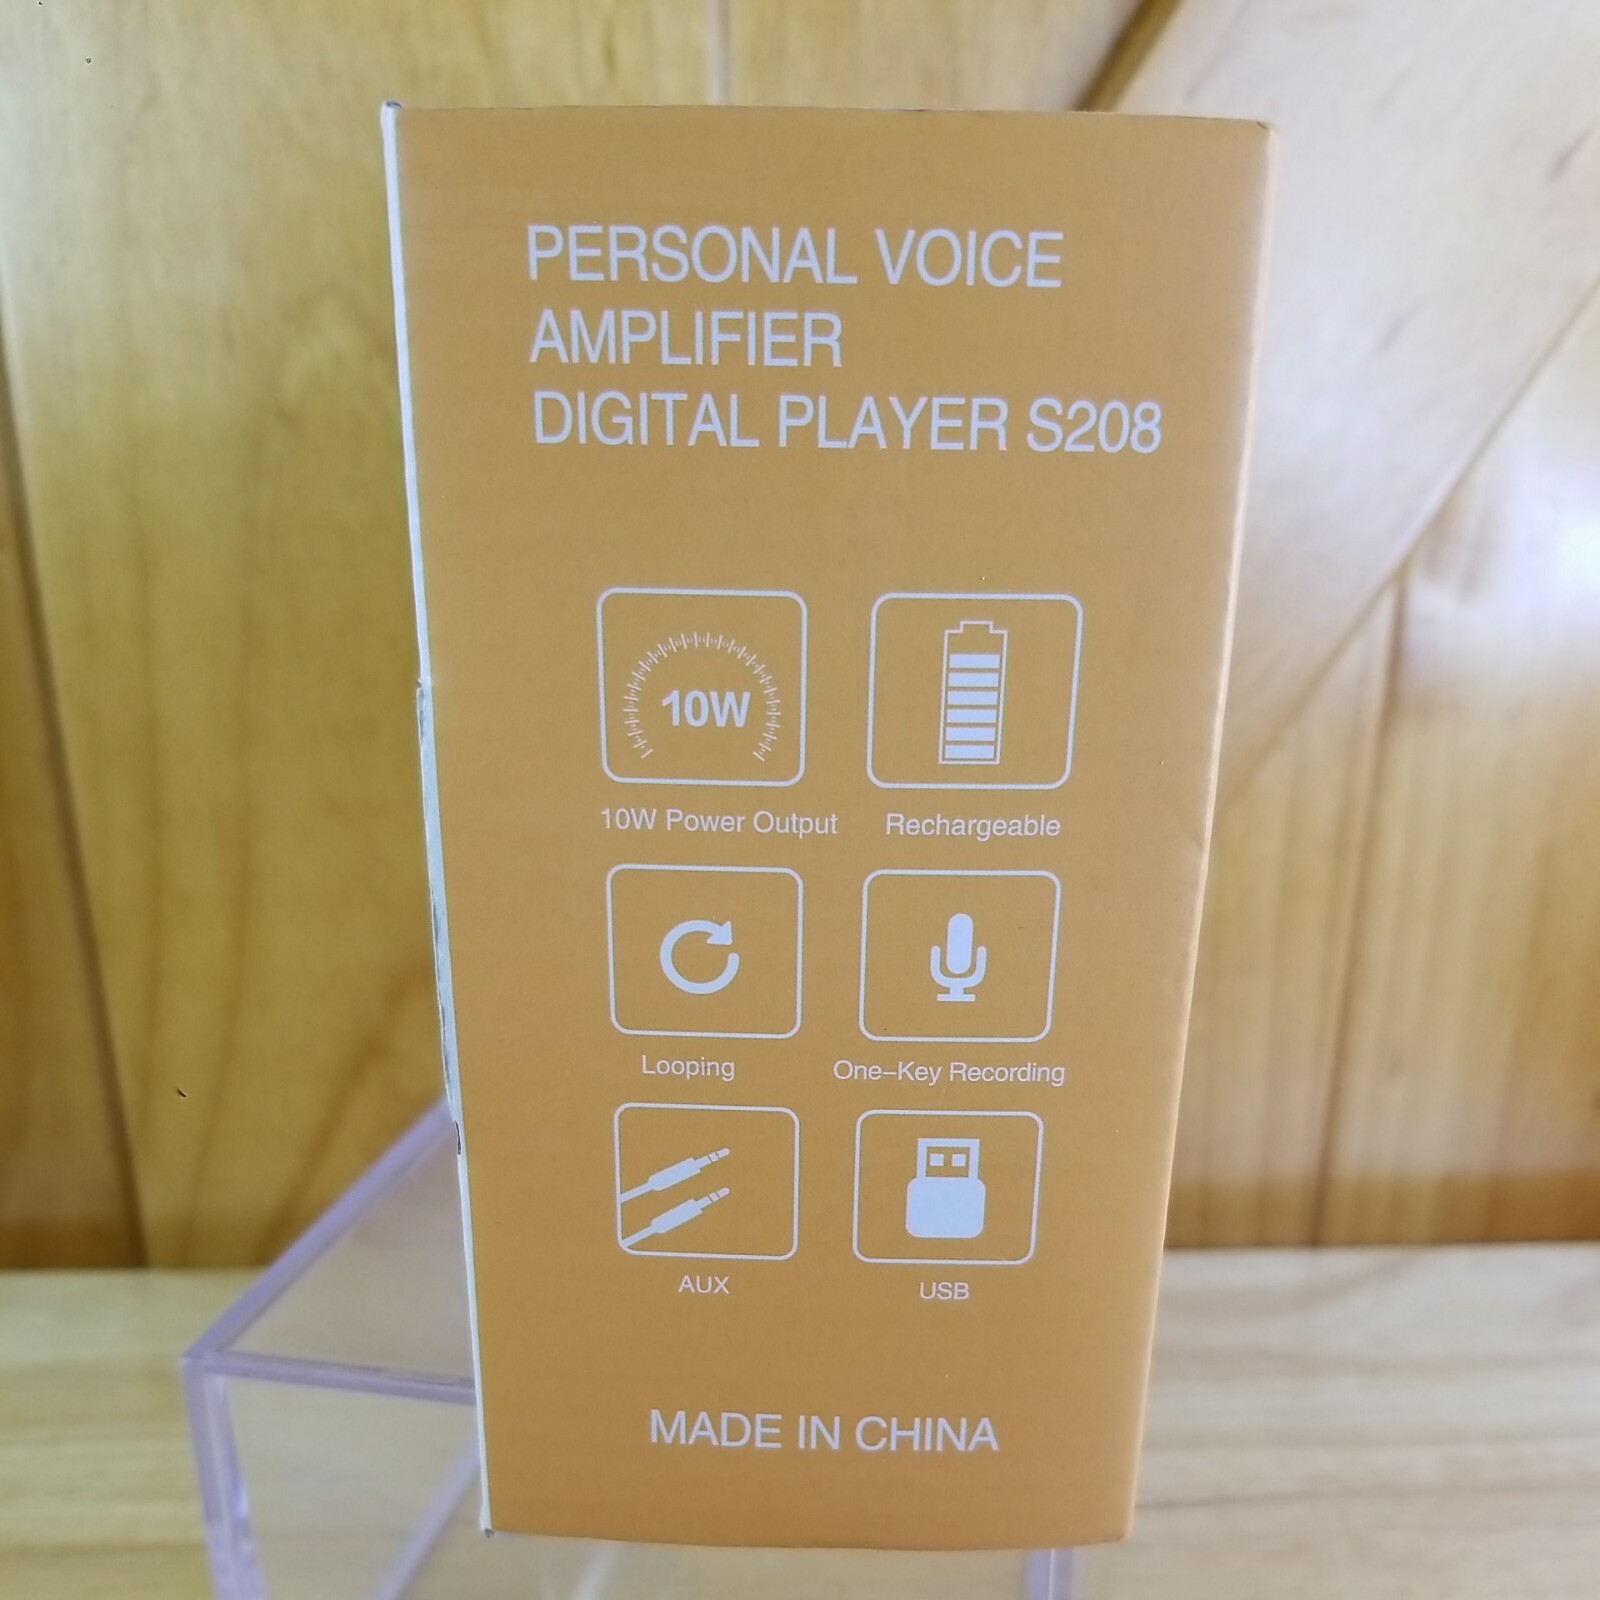 PERSONAL VOICE
AMPLIFIER
DIGITAL PLAYER S208
10W
10W Power Output
Rechargeable
Looping
One-Key Recording
AUX
USB
MADE IN CHINA